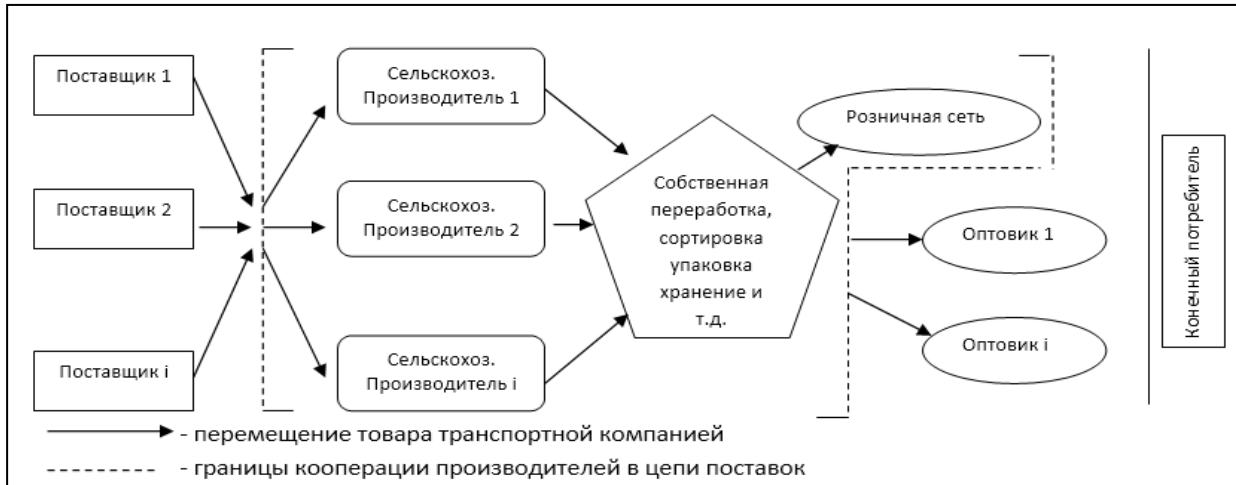 Поставщик 1
Поставщик 2
Поставщик i
Сельскохоз.
Производитель 1
Сельскохоз.
Производитель 2
Сельскохоз.
Производитель i
Собственная
переработка,
сортировка
упаковка
хранение и
т.д.
Розничная сеть
Оптовик 1
Оптовик i
Конечный потребитель
- перемещение товара транспортной компанией
- границы кооперации производителей в цепи поставок